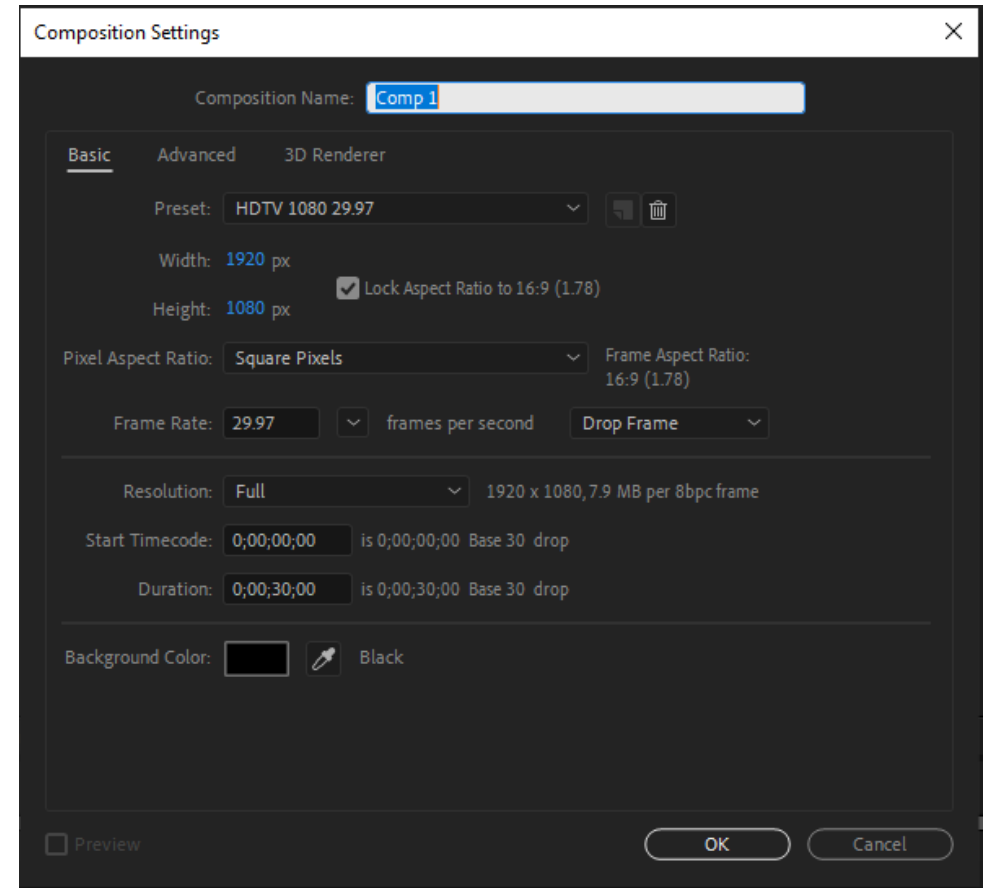 Composition Settings
Composition Name: Comp 1
Basic Advanced 3D Renderer
Preset: HDTV 1080 29.97
Width: 1920 px
Lock Aspect Ratio to 16:9 (1.78)
Height: 1080 px
Pixel Aspect Ratio: Square Pixels
Frame Aspect Ratio:
16:9 (1.78)
Frame Rate: 29.97 frames per second Drop Frame
Resolution: Full 1920 x 1080, 7.9 MB per 8bpc frame
Start Timecode: 0;00;00;00 is 0;00;00;00 Base 30 drop
Duration: 0;00;30;00 is 0;00;30;00 Base 30 drop
Background Color: Black
Preview OK Cancel